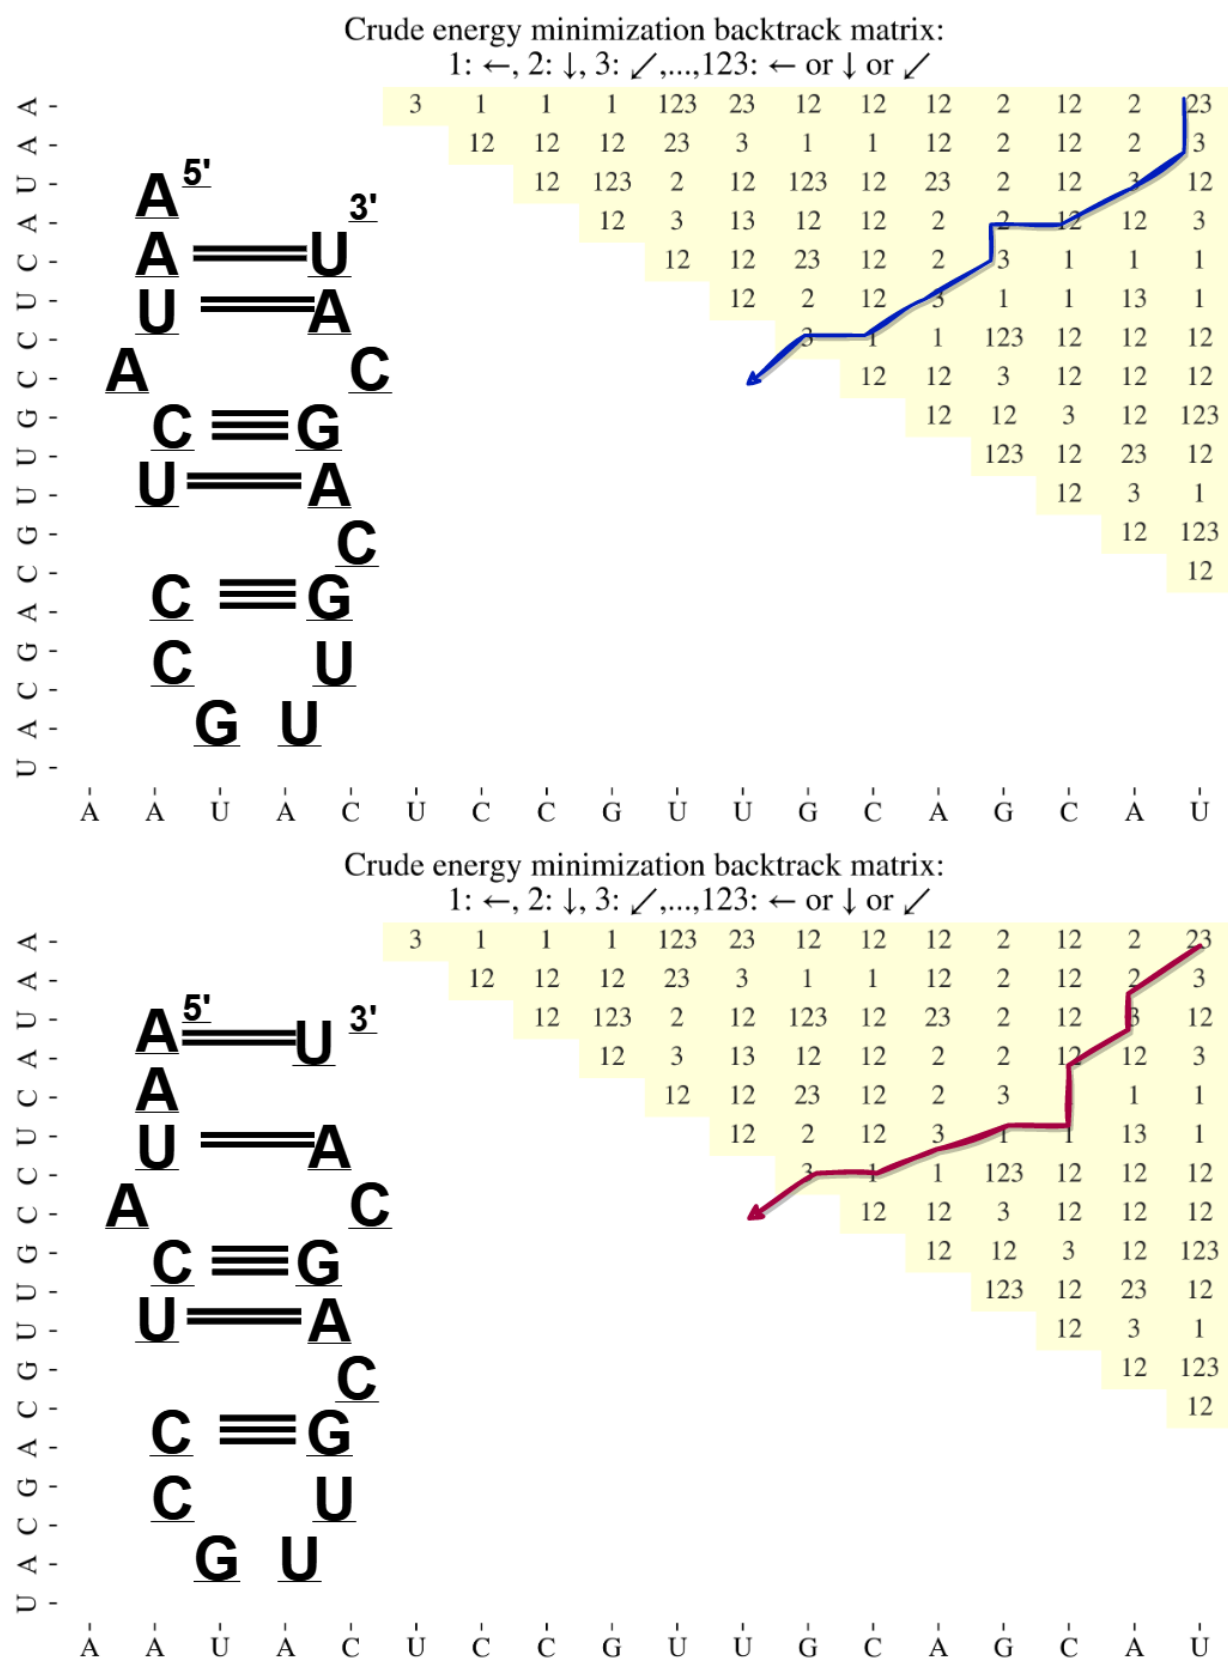 Crude energy minimization backtrack matrix:
1: ←, 2: ↓, 3: ↙,...,123: ← or ↓ or ↙
A - 3 1 1 1 123 23 12 12 12 2 12 2 23
A - 12 12 12 23 3 1 1 12 2 12 2 3
U - 12 123 2 12 123 12 23 2 12 3 12
A - 12 3 13 12 12 2 2 12 12 3
C - 12 12 23 12 2 3 1 1 1
U - 12 2 12 3 1 1 13 1
C - 3 1 1 123 12 12 12
C - 12 12 3 12 12 12
G - 12 12 3 12 123
U - 123 12 23 12
U - 12 3 1
G - 12 123
C - 12
A -
G -
C -
A -
U -
A 5'
3'
A U
U A
A C
C G
U A
C
C G
C U
G U
A A U A C U C C G U U G C A G C A U
Crude energy minimization backtrack matrix:
1: ←, 2: ↓, 3: ↙,...,123: ← or ↓ or ↙
A - 3 1 1 1 123 23 12 12 12 2 12 2 23
A - 12 12 12 23 3 1 1 12 2 12 2 3
U - 12 123 2 12 123 12 23 2 12 3 12
A - 12 3 13 12 12 2 2 12 12 3
C - 12 12 23 12 2 3 1 1
U - 12 2 12 3 1 1 13 1
C - 3 1 1 123 12 12 12
C - 12 12 3 12 12 12
G - 12 12 3 12 123
U - 123 12 23 12
U - 12 3 1
G - 12 123
C - 12
A -
G -
C -
A -
U -
A 5' U 3'
A
U A
A C
C G
U A
C
C G
C U
G U
A A U A C U C C G U U G C A G C A U